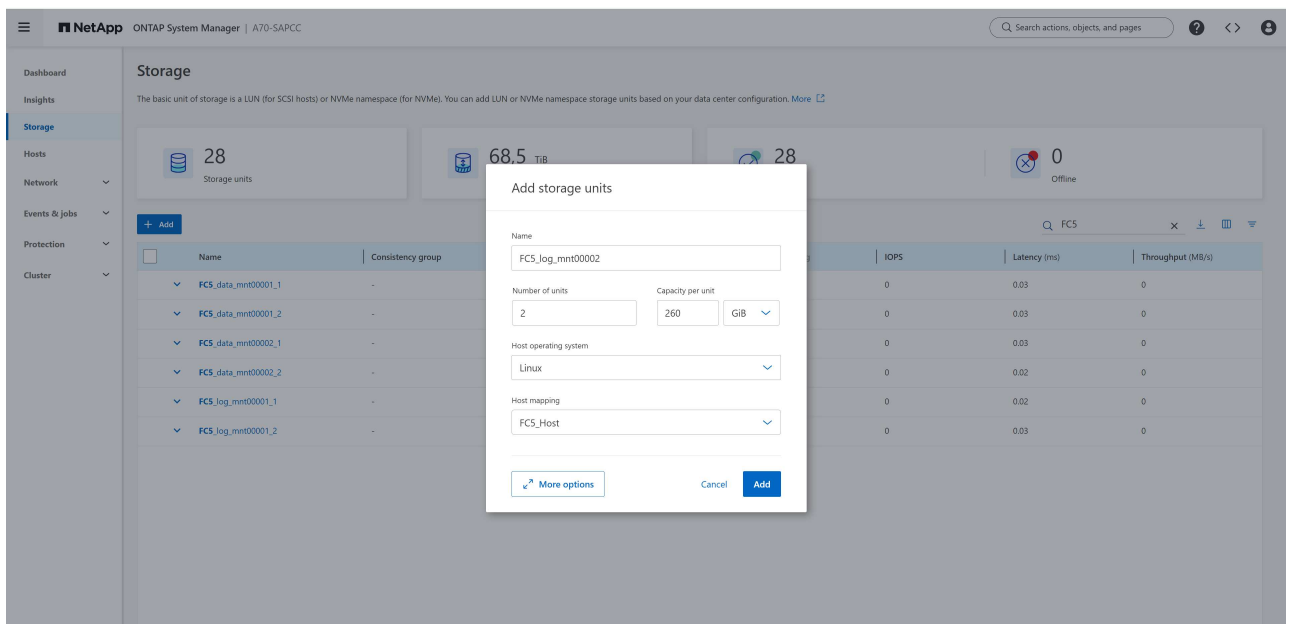 NetApp ONTAP System Manager | A70-SAPCC
Search actions, objects, and pages
Dashboard
Insights
Storage
Hosts
Network
Events & jobs
Protection
Cluster
Storage
The basic unit of storage is a LUN (for SCSI hosts) or NVMe namespace (for NVMe). You can add LUN or NVMe namespace storage units based on your data center configuration. More
28
Storage units
68,5 TiB
28
0
Offline
+ Add
FC5
Name Consistency group IOPS Latency (ms) Throughput (MB/s)
FC5_data_mnt00001_1 - 0 0.03 0
FC5_data_mnt00001_2 - 0 0.03 0
FC5_data_mnt00002_1 - 0 0.03 0
FC5_data_mnt00002_2 - 0 0.02 0
FC5_log_mnt00001_1 - 0 0.02 0
FC5_log_mnt00001_2 - 0 0.03 0
Add storage units
Name
FC5_log_mnt00002
Number of units Capacity per unit
2 260 GiB
Host operating system
Linux
Host mapping
FC5_Host
More options Cancel Add